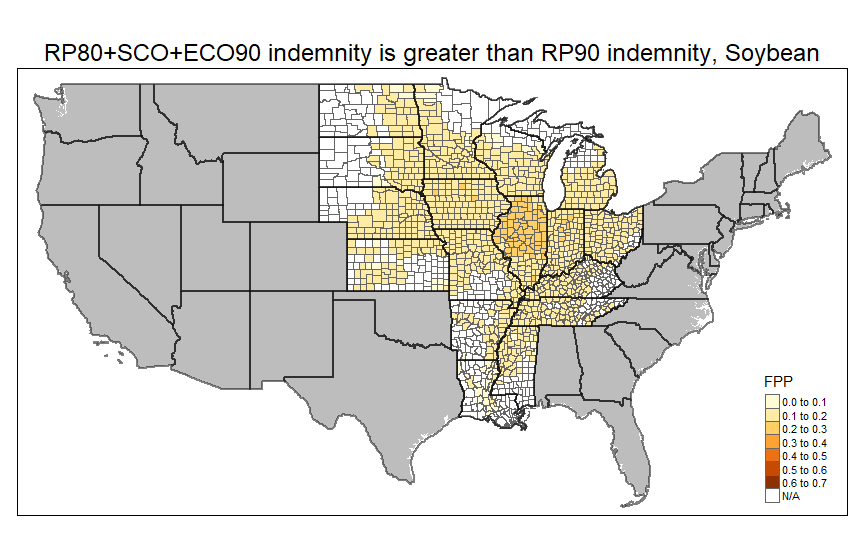 RP80+SCO+ECO90 indemnity is greater than RP90 indemnity, Soybean
FPP
0.0 to 0.1
0.1 to 0.2
0.2 to 0.3
0.3 to 0.4
0.4 to 0.5
0.5 to 0.6
0.6 to 0.7
N/A